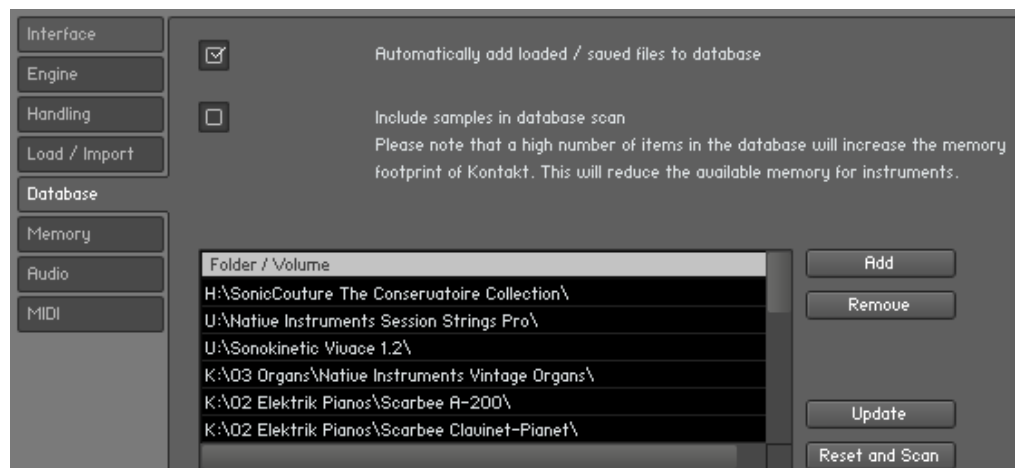 Interface
Engine
Handling
Load / Import
Database
Memory
Audio
MIDI
Automatically add loaded / saved files to database
Include samples in database scan
Please note that a high number of items in the database will increase the memory
footprint of Kontakt. This will reduce the available memory for instruments.
Folder / Volume
H:\SonicCouture The Conservatoire Collection\
U:\Native Instruments Session Strings Pro\
U:\Sonokinetic Vivace 1.2\
K:\03 Organs\Native Instruments Vintage Organs\
K:\02 Elektrik Pianos\Scarbee A-200\
K:\02 Elektrik Pianos\Scarbee Clavinet-Pianet\
Add
Remove
Update
Reset and Scan